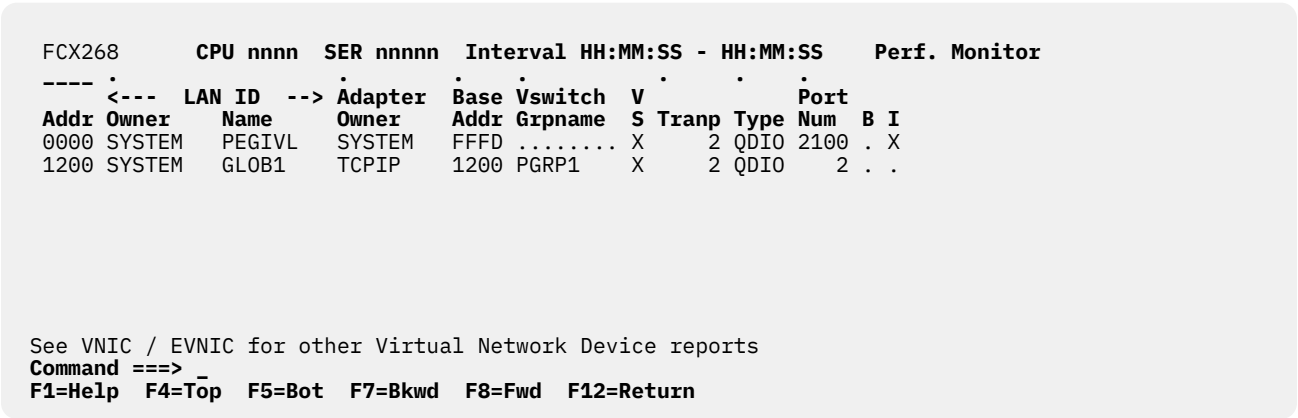 FCX268      CPU nnnn  SER nnnnn  Interval HH:MM:SS - HH:MM:SS    Perf. Monitor
____ .                 .        .    .          .     .    .
     <---  LAN ID  --> Adapter  Base Vswitch  V            Port
Addr Owner    Name     Owner    Addr Grpname  S Tranp Type Num  B I
0000 SYSTEM   PEGIVL   SYSTEM   FFFD ........ X     2 QDIO 2100 . X
1200 SYSTEM   GLOB1    TCPIP    1200 PGRP1    X     2 QDIO    2 . .
See VNIC / EVNIC for other Virtual Network Device reports
Command ===> _
F1=Help  F4=Top  F5=Bot  F7=Bkwd  F8=Fwd  F12=Return